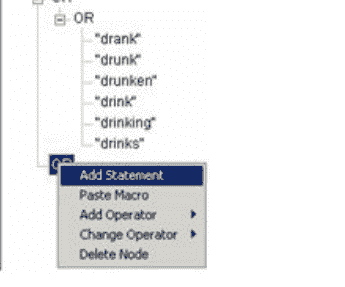 OR
"drank"
"drunk"
"drunken"
"drink"
"drinking"
"drinks"
OR
Add Statement
Paste Macro
Add Operator
Change Operator
Delete Node